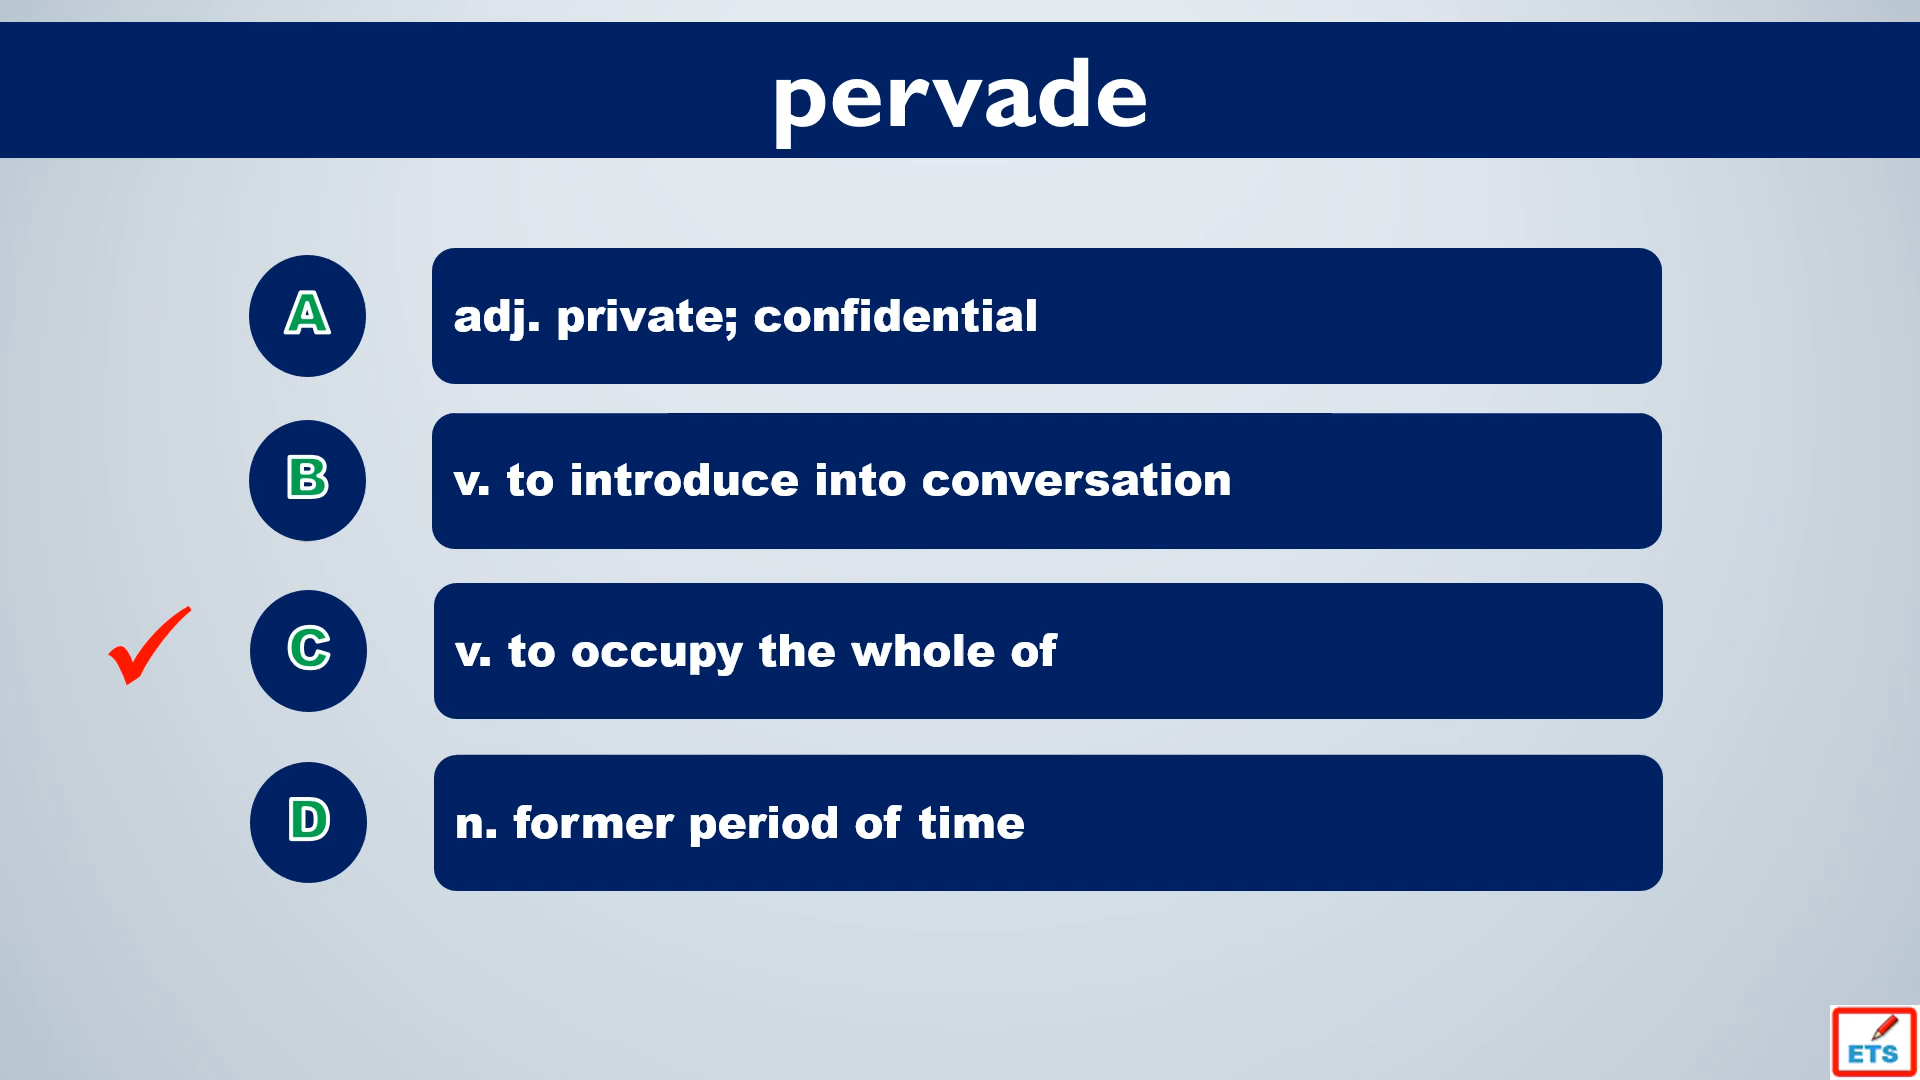 pervade
A
adj. private; confidential
B
v. to introduce into conversation
C
v. to occupy the whole of
D
n. former period of time
ETS